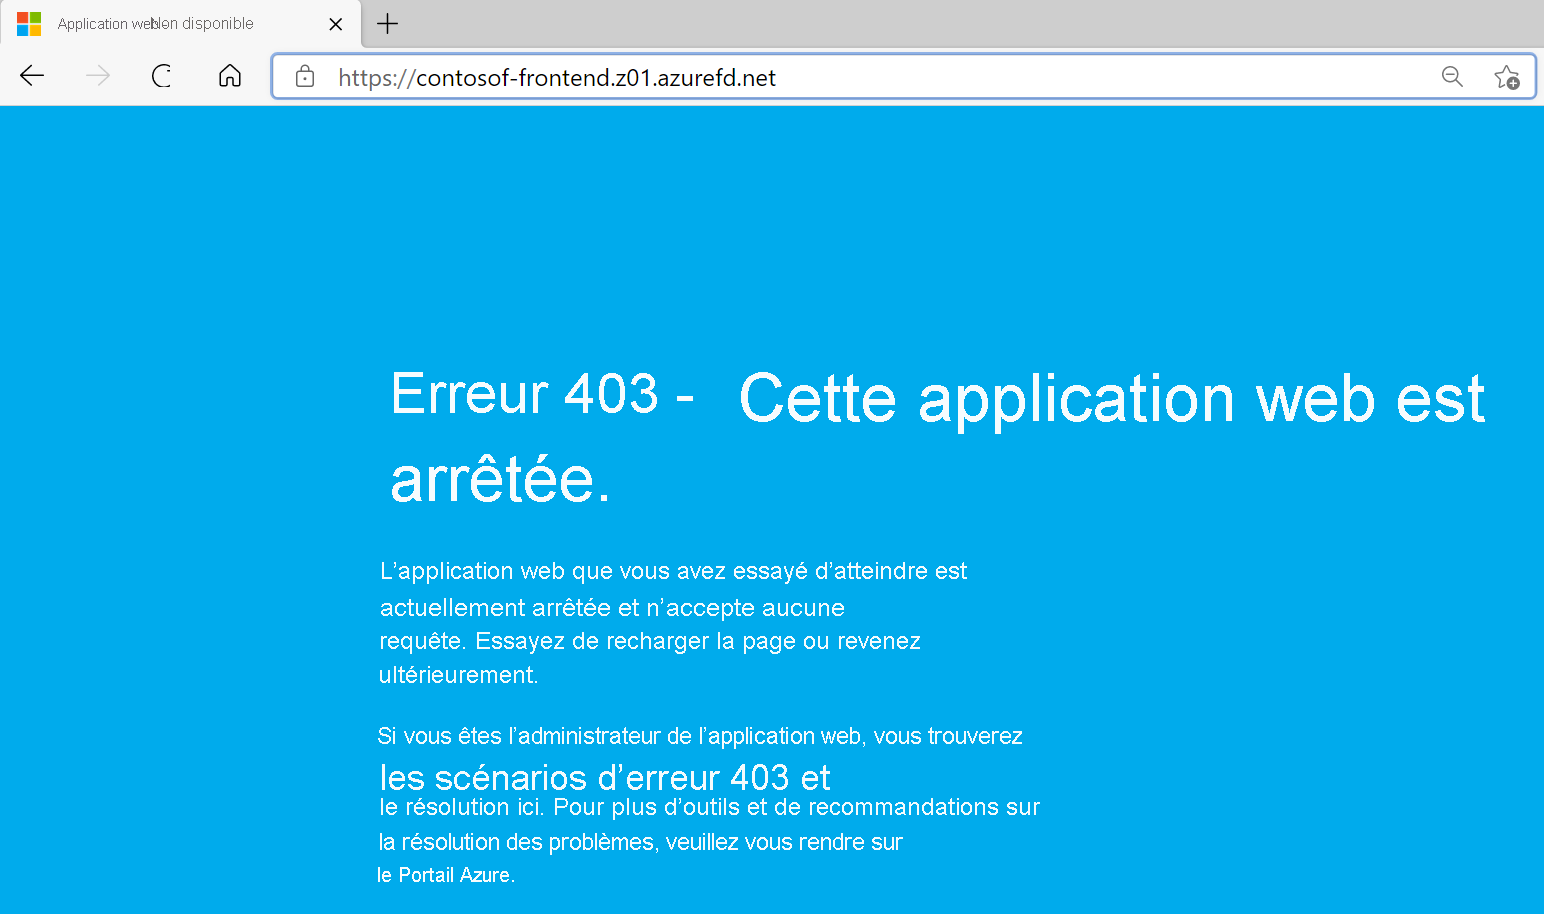 Application web - Non disponible
https://contosof-frontend.z01.azurefd.net
Erreur 403 - Cette application web est
arrêtée.
L’application web que vous avez essayé d’atteindre est
actuellement arrêtée et n’accepte aucune
requête. Essayez de recharger la page ou revenez
ultérieurement.
Si vous êtes l’administrateur de l’application web, vous trouverez
les scénarios d’erreur 403 et
le résolution ici. Pour plus d’outils et de recommandations sur
la résolution des problèmes, veuillez vous rendre sur
le Portail Azure.